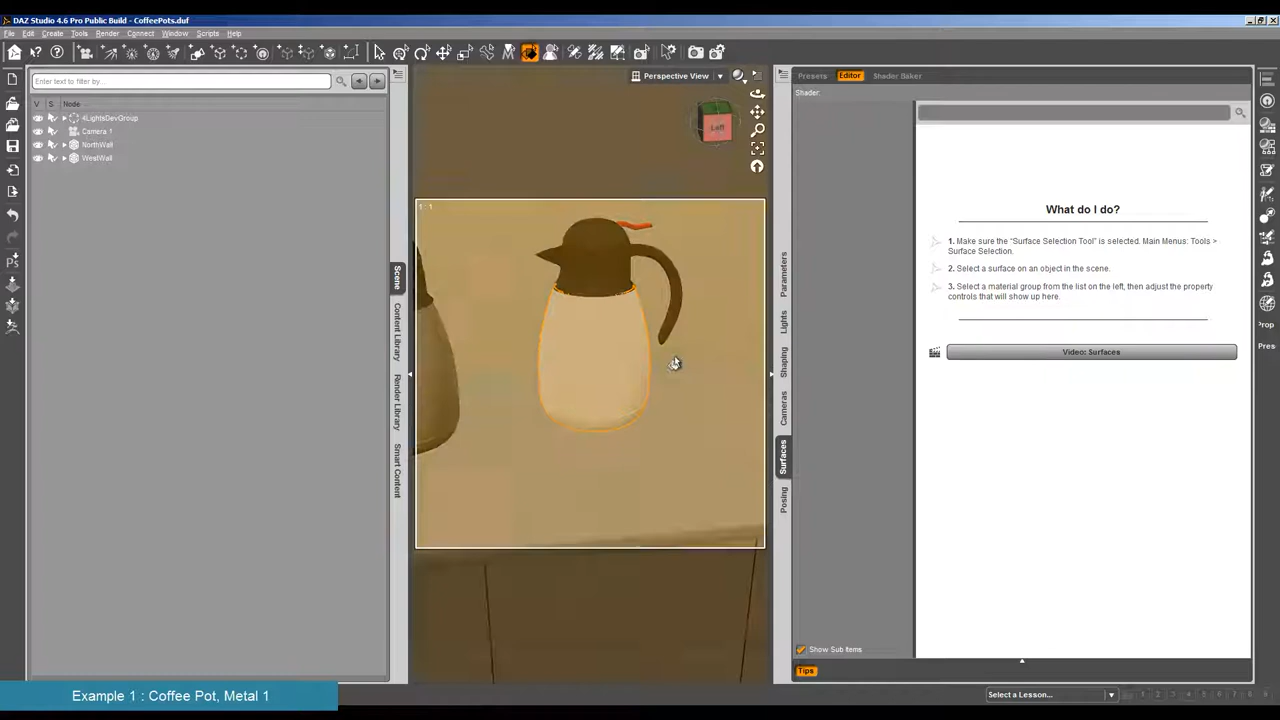 DAZ Studio 4.6 Pro Public Build - CoffeePots.duf
File Edit Create Tools Render Connect Window Scripts Help
Enter text to filter by...
V S. Node
4LightsDevGroup
Camera 1
NorthWall
WestWall
Scene
Content Library
Render Library
Smart Content
Perspective View
Left
1 : 1
Parameters
Lights
Shaping
Cameras
Surfaces
Posing
Presets Editor Shader Baker
Shader:
What do I do?
1. Make sure the "Surface Selection Tool" is selected. Main Menus: Tools >
Surface Selection.
2. Select a surface on an object in the scene.
3. Select a material group from the list on the left, then adjust the property
controls that will show up here.
Video: Surfaces
Show Sub Items
Tips
Select a Lesson...
Example 1 : Coffee Pot, Metal 1